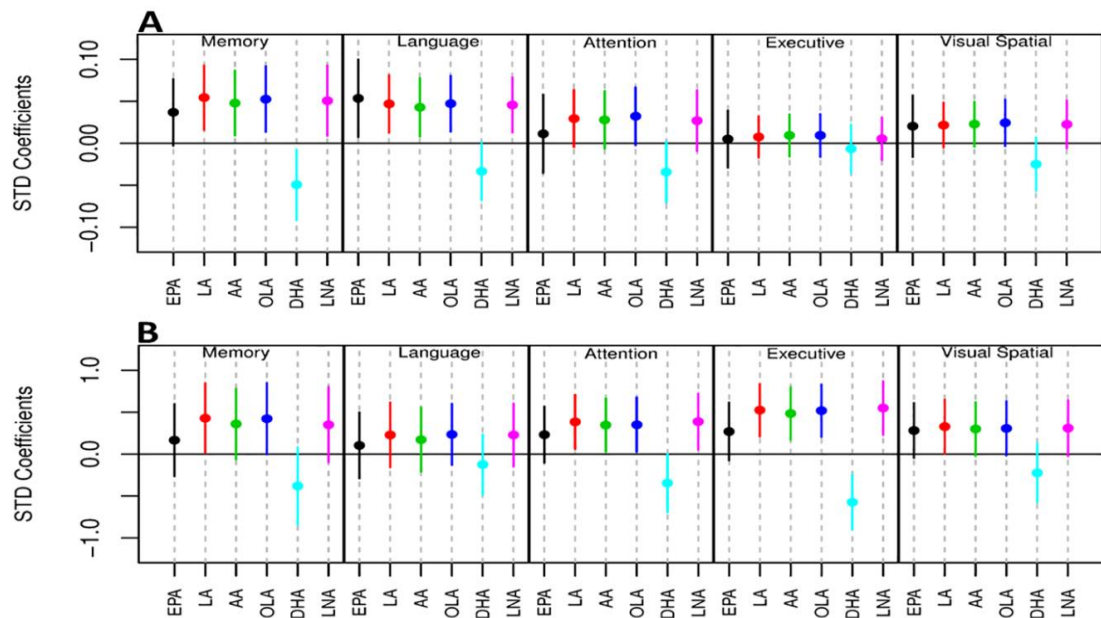 A
Memory Language Attention Executive Visual Spatial
STD Coefficients
0.10
0.00
−0.10
EPA LA AA OLA DHA LNA EPA LA AA OLA DHA LNA EPA LA AA OLA DHA LNA EPA LA AA OLA DHA LNA EPA LA AA OLA DHA LNA
B
Memory Language Attention Executive Visual Spatial
STD Coefficients
1.0
0.0
−1.0
EPA LA AA OLA DHA LNA EPA LA AA OLA DHA LNA EPA LA AA OLA DHA LNA EPA LA AA OLA DHA LNA EPA LA AA OLA DHA LNA